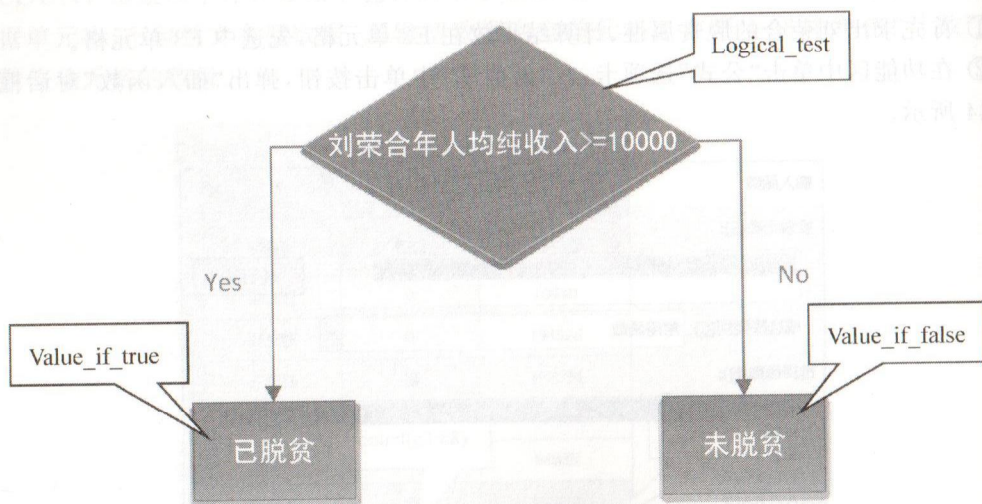 Logical_test
刘荣合年人均纯收入>=10000
Yes
No
Value_if_true
Value_if_false
已脱贫
未脱贫